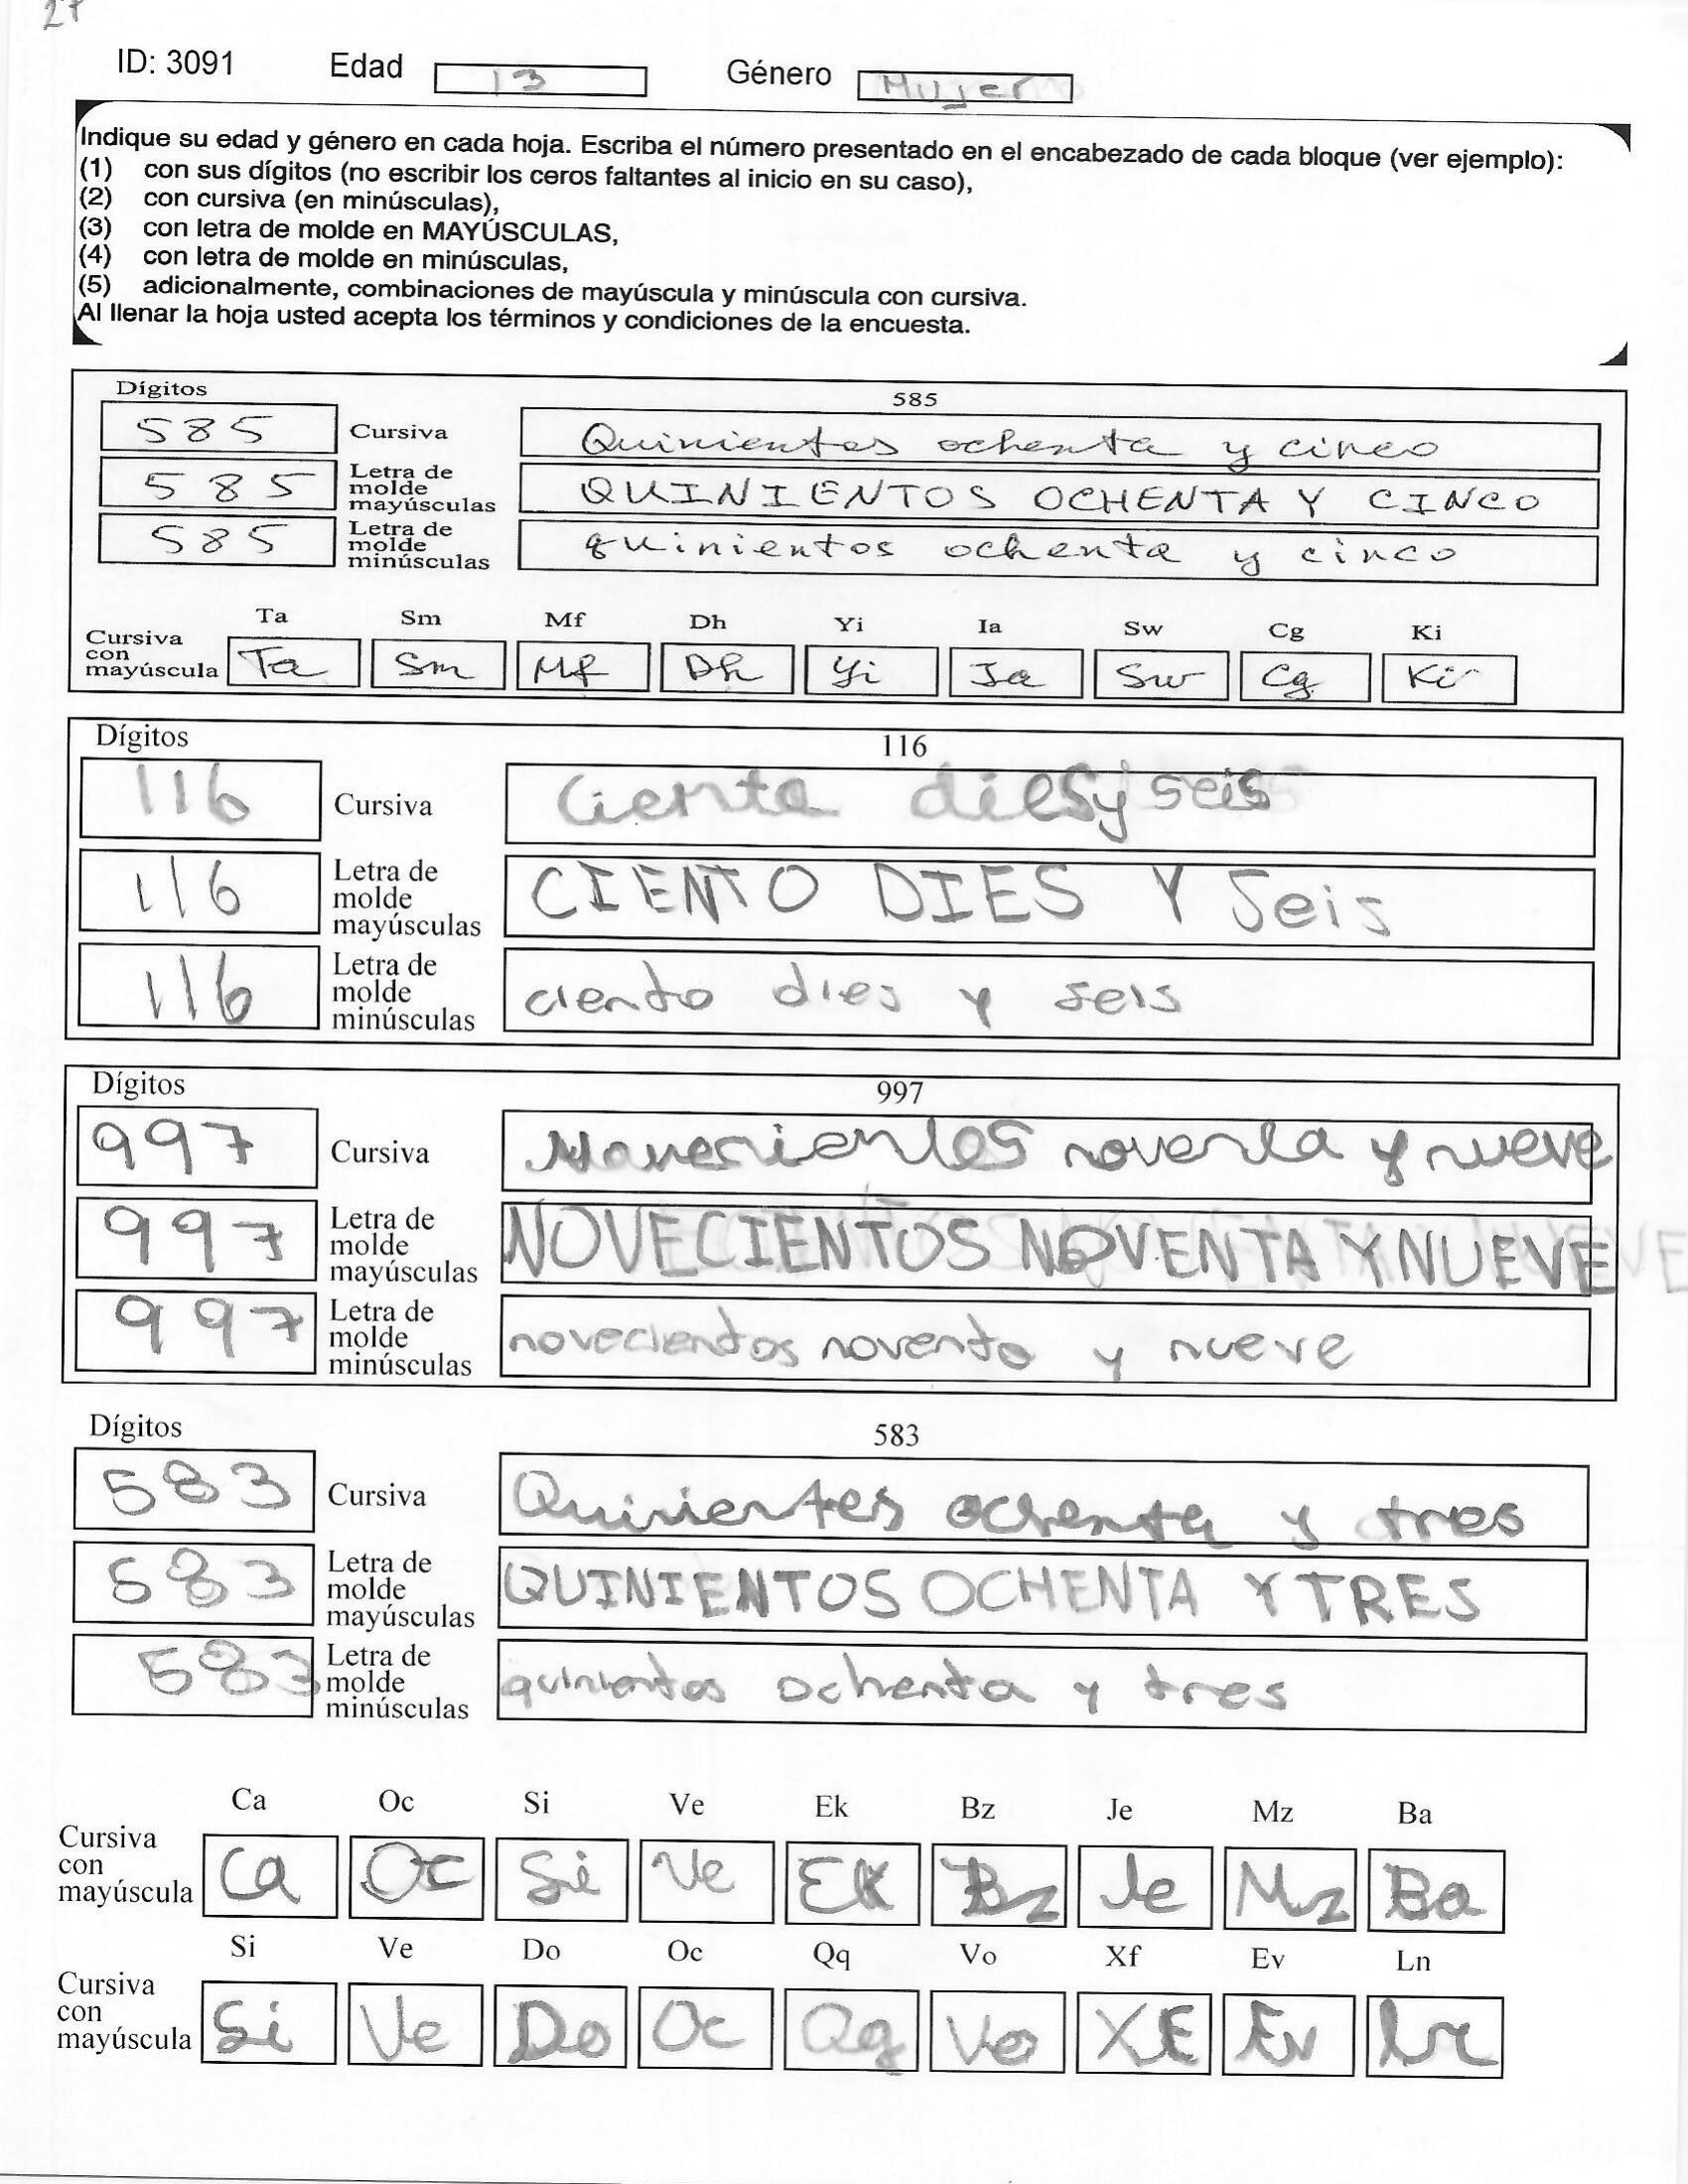 27
ID: 3091 Edad 13 Género Mujer
Indique su edad y género en cada hoja. Escriba el número presentado en el encabezado de cada bloque (ver ejemplo):
(1) con sus dígitos (no escribir los ceros faltantes al inicio en su caso),
(2) con cursiva (en minúsculas),
(3) con letra de molde en MAYÚSCULAS,
(4) con letra de molde en minúsculas,
(5) adicionalmente, combinaciones de mayúscula y minúscula con cursiva.
Al llenar la hoja usted acepta los términos y condiciones de la encuesta.
Dígitos 585
585 Cursiva Quinientos ochenta y cinco
585 Letra de molde mayúsculas QUINIENTOS OCHENTA Y CINCO
585 Letra de molde minúsculas quinientos ochenta y cinco
Ta Sm Mf Dh Yi Ia Sw Cg Ki
Cursiva con mayúscula Ta Sm Mf Dh Yi Ia Sw Cg Ki
Dígitos 116
116 Cursiva Ciento dies y seis
116 Letra de molde mayúsculas CIENTO DIES Y Seis
116 Letra de molde minúsculas ciento dies y seis
Dígitos 997
997 Cursiva Novecientos noventa y nueve
997 Letra de molde mayúsculas NOVECIENTOS NOVENTA Y NUEVE
997 Letra de molde minúsculas novecientos noventa y nueve
Dígitos 583
583 Cursiva Quinientes ochenta y tres
583 Letra de molde mayúsculas QUINIENTOS OCHENTA Y TRES
583 Letra de molde minúsculas quinientos ochenta y tres
Ca Oc Si Ve Ek Bz Je Mz Ba
Cursiva con mayúscula Ca Oc Si Ve EK Bz Je Mz Ba
Si Ve Do Oc Qq Vo Xf Ev Ln
Cursiva con mayúscula Si Ve Do Oc Qq Vo XE Ev Ln